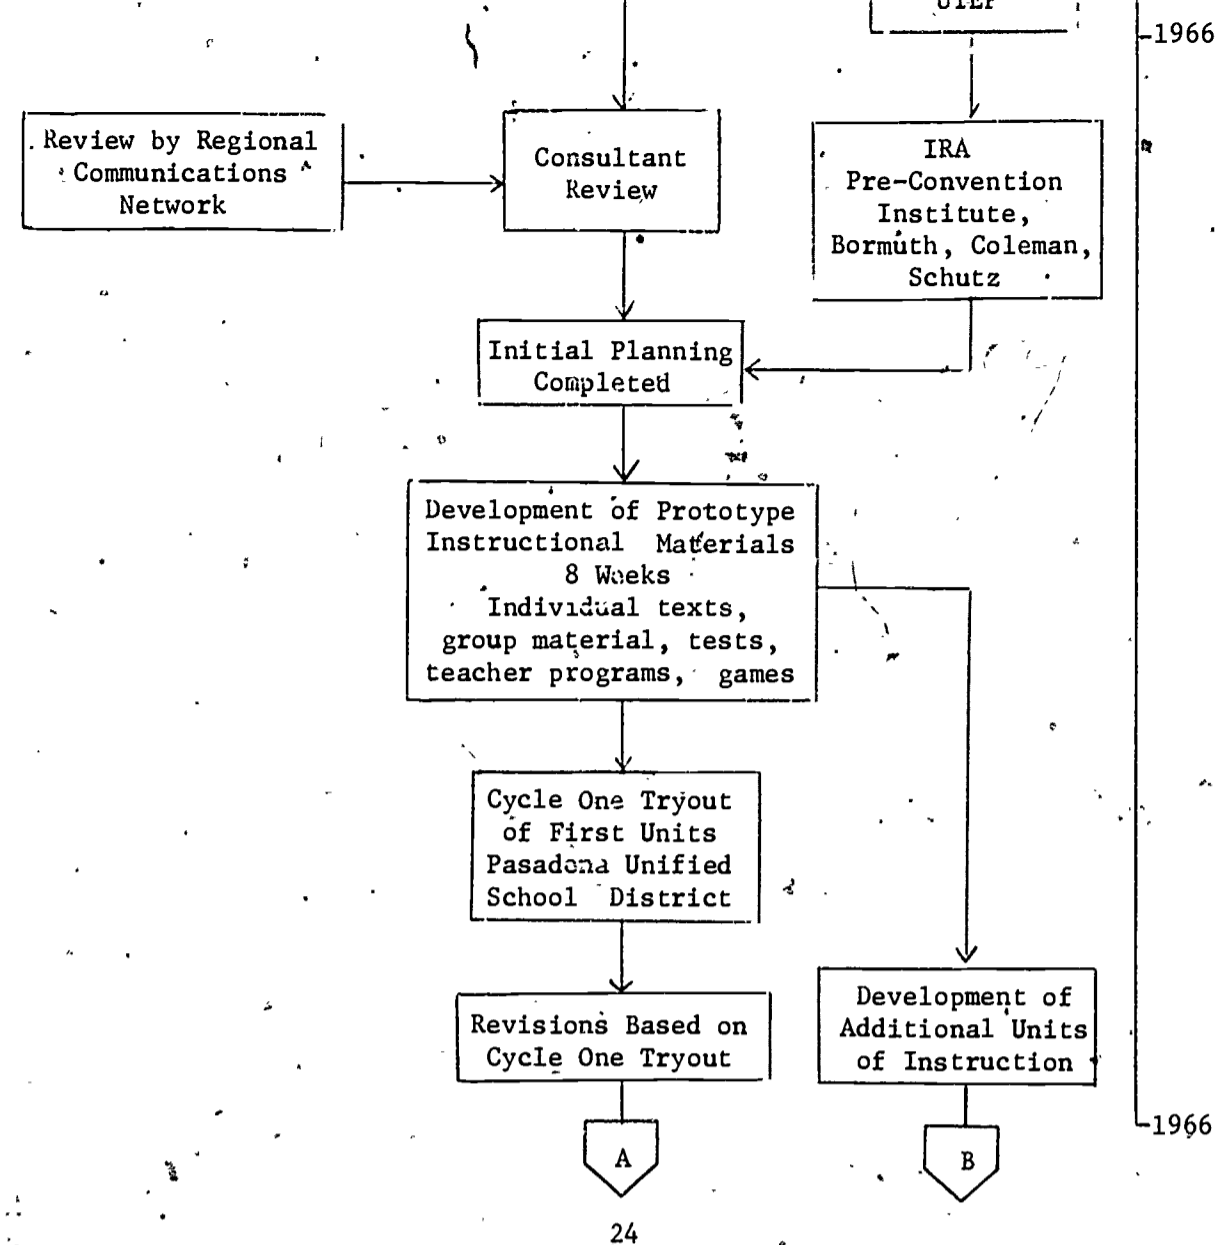 1966
Review by Regional
Communications
Network
Consultant
Review
IRA
Pre-Convention
Institute,
Bormuth, Coleman,
Schutz
Initial Planning
Completed
Development of Prototype
Instructional Materials
8 Weeks
Individual texts,
group material, tests,
teacher programs, games
Cycle One Tryout
of First Units
Pasadena Unified
School District
Revisions Based on
Cycle One Tryout
Development of
Additional Units
of Instruction
A
B
1966
24